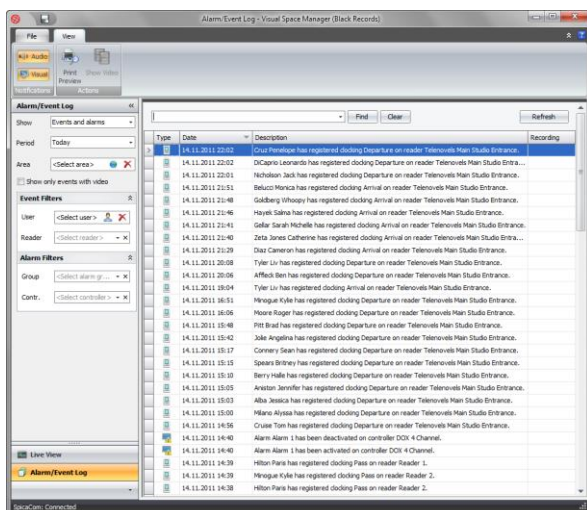 Alarm/Event Log - Visual Space Manager (Black Records)
File View
Audio
Visual
Print Preview
Show Video
Notifications Actions
Alarm/Event Log
Show Events and alarms
Period Today
Area <Select area>
Show only events with video
Event Filters
User <Select user>
Reader <Select reader>
Alarm Filters
Group <Select alarm gr...
Contr. <Select controller>
Live View
Alarm/Event Log
SpicaCom: Connected
Find Clear Refresh
Type Date Description Recording
14.11.2011 22:02 Cruz Penelope has registered clocking Departure on reader Telenovels Main Studio Entrance.
14.11.2011 22:02 DiCaprio Leonardo has registered clocking Departure on reader Telenovels Main Studio Entra...
14.11.2011 22:01 Nicholson Jack has registered clocking Departure on reader Telenovels Main Studio Entrance.
14.11.2011 21:51 Belucci Monica has registered clocking Arrival on reader Telenovels Main Studio Entrance.
14.11.2011 21:48 Goldberg Whoopy has registered clocking Arrival on reader Telenovels Main Studio Entrance.
14.11.2011 21:46 Hayek Salma has registered clocking Arrival on reader Telenovels Main Studio Entrance.
14.11.2011 21:41 Gellar Sarah Michelle has registered clocking Arrival on reader Telenovels Main Studio Entrance.
14.11.2011 21:40 Zeta Jones Catherine has registered clocking Arrival on reader Telenovels Main Studio Entra...
14.11.2011 21:29 Diaz Cameron has registered clocking Arrival on reader Telenovels Main Studio Entrance.
14.11.2011 20:08 Tyler Liv has registered clocking Departure on reader Telenovels Main Studio Entrance.
14.11.2011 20:06 Affleck Ben has registered clocking Departure on reader Telenovels Main Studio Entrance.
14.11.2011 19:04 Tyler Liv has registered clocking Arrival on reader Telenovels Main Studio Entrance.
14.11.2011 16:51 Minogue Kylie has registered clocking Departure on reader Telenovels Main Studio Entrance.
14.11.2011 16:06 Moore Roger has registered clocking Departure on reader Telenovels Main Studio Entrance.
14.11.2011 15:48 Pitt Brad has registered clocking Departure on reader Telenovels Main Studio Entrance.
14.11.2011 15:42 Jolie Angelina has registered clocking Departure on reader Telenovels Main Studio Entrance.
14.11.2011 15:17 Connery Sean has registered clocking Departure on reader Telenovels Main Studio Entrance.
14.11.2011 15:15 Spears Britney has registered clocking Departure on reader Telenovels Main Studio Entrance.
14.11.2011 15:10 Berry Halle has registered clocking Departure on reader Telenovels Main Studio Entrance.
14.11.2011 15:05 Aniston Jennifer has registered clocking Departure on reader Telenovels Main Studio Entrance.
14.11.2011 15:03 Alba Jessica has registered clocking Departure on reader Telenovels Main Studio Entrance.
14.11.2011 15:00 Milano Alyssa has registered clocking Departure on reader Telenovels Main Studio Entrance.
14.11.2011 14:56 Cruise Tom has registered clocking Departure on reader Telenovels Main Studio Entrance.
14.11.2011 14:40 Alarm Alarm 1 has been deactivated on controller DOX 4 Channel.
14.11.2011 14:40 Alarm Alarm 1 has been activated on controller DOX 4 Channel.
14.11.2011 14:39 Hilton Paris has registered clocking Pass on reader Reader 1.
14.11.2011 14:39 Minogue Kylie has registered clocking Pass on reader Reader 2.
14.11.2011 14:38 Hilton Paris has registered clocking Pass on reader Reader 2.